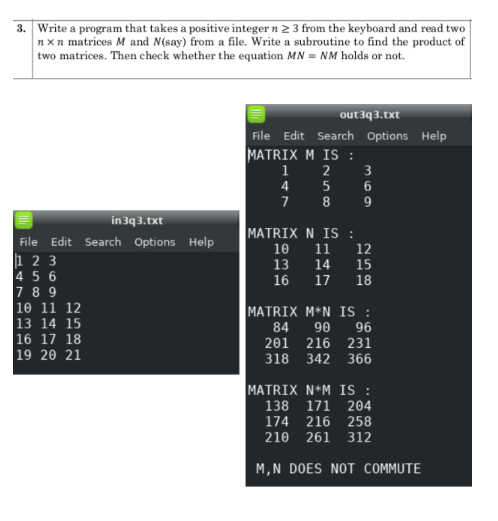 3. Write a program that takes a positive integer n ≥ 3 from the keyboard and read two
n × n matrices M and N(say) from a file. Write a subroutine to find the product of
two matrices. Then check whether the equation MN = NM holds or not.
in3q3.txt
File Edit Search Options Help
1 2 3
4 5 6
7 8 9
10 11 12
13 14 15
16 17 18
19 20 21
out3q3.txt
File Edit Search Options Help
MATRIX M IS :
1 2 3
4 5 6
7 8 9
MATRIX N IS :
10 11 12
13 14 15
16 17 18
MATRIX M*N IS :
84 90 96
201 216 231
318 342 366
MATRIX N*M IS :
138 171 204
174 216 258
210 261 312
M,N DOES NOT COMMUTE